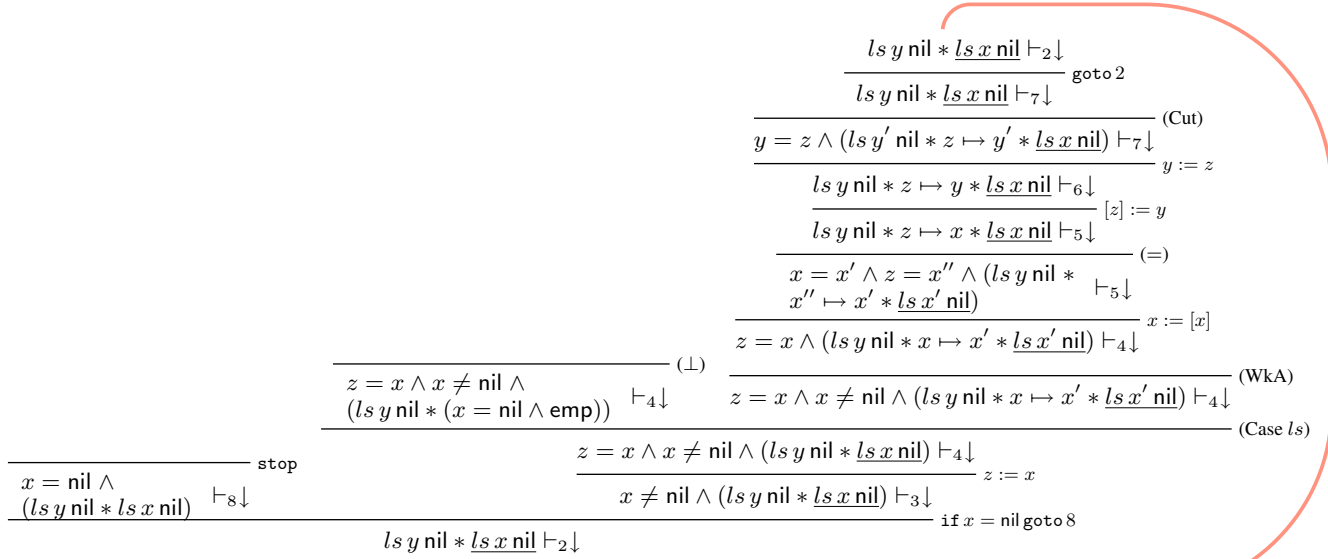 ls y nil ∗ ls x nil ⊢₂↓
goto 2
ls y nil ∗ ls x nil ⊢₇↓
(Cut)
y = z ∧ (ls y′ nil ∗ z ↦ y′ ∗ ls x nil) ⊢₇↓
y := z
ls y nil ∗ z ↦ y ∗ ls x nil ⊢₆↓
[z] := y
ls y nil ∗ z ↦ x ∗ ls x nil ⊢₅↓
(=)
x = x′ ∧ z = x′′ ∧ (ls y nil ∗
x′′ ↦ x′ ∗ ls x′ nil) ⊢₅↓
x := [x]
z = x ∧ (ls y nil ∗ x ↦ x′ ∗ ls x′ nil) ⊢₄↓
(⊥)
z = x ∧ x ≠ nil ∧
(ls y nil ∗ (x = nil ∧ emp)) ⊢₄↓
(WkA)
z = x ∧ x ≠ nil ∧ (ls y nil ∗ x ↦ x′ ∗ ls x′ nil) ⊢₄↓
(Case ls)
z = x ∧ x ≠ nil ∧ (ls y nil ∗ ls x nil) ⊢₄↓
z := x
x ≠ nil ∧ (ls y nil ∗ ls x nil) ⊢₃↓
stop
x = nil ∧
(ls y nil ∗ ls x nil) ⊢₈↓
if x = nil goto 8
ls y nil ∗ ls x nil ⊢₂↓